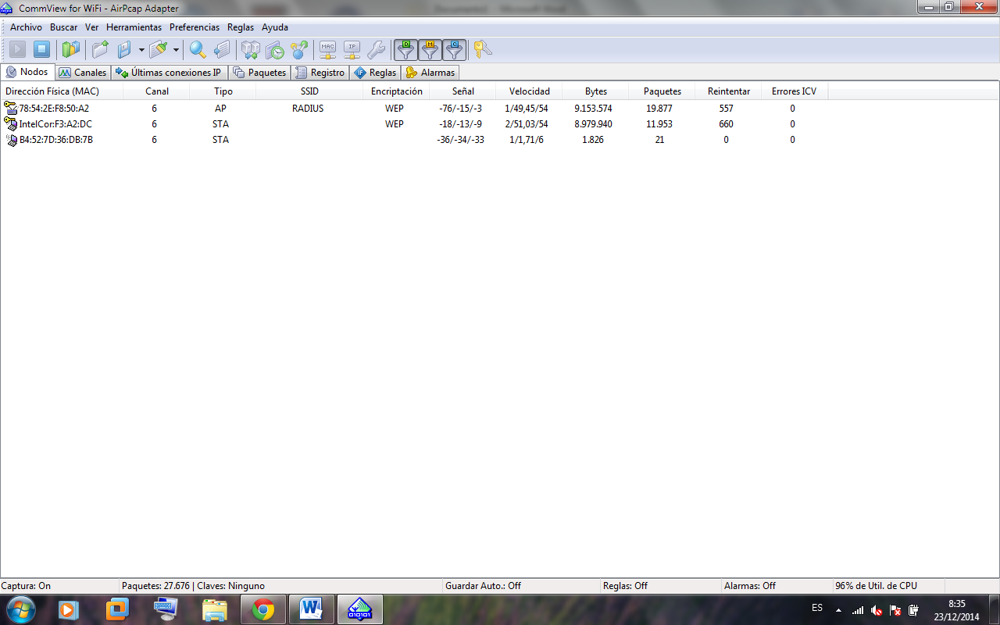 CommView for WiFi - AirPcap Adapter
Archivo Buscar Ver Herramientas Preferencias Reglas Ayuda
MAC IP D M C
Nodos Canales Últimas conexiones IP Paquetes Registro IF Reglas Alarmas
Dirección Física (MAC) Canal Tipo SSID Encriptación Señal Velocidad Bytes Paquetes Reintentar Errores ICV
78:54:2E:F8:50:A2 6 AP RADIUS WEP -76/-15/-3 1/49,45/54 9.153.574 19.877 557 0
IntelCor:F3:A2:DC 6 STA WEP -18/-13/-9 2/51,03/54 8.979.940 11.953 660 0
B4:52:7D:36:DB:7B 6 STA -36/-34/-33 1/1,71/6 1.826 21 0 0
Captura: On Paquetes: 27.676 | Claves: Ninguno Guardar Auto.: Off Reglas: Off Alarmas: Off 96% de Util. de CPU
W 010101 ES 8:35
23/12/2014